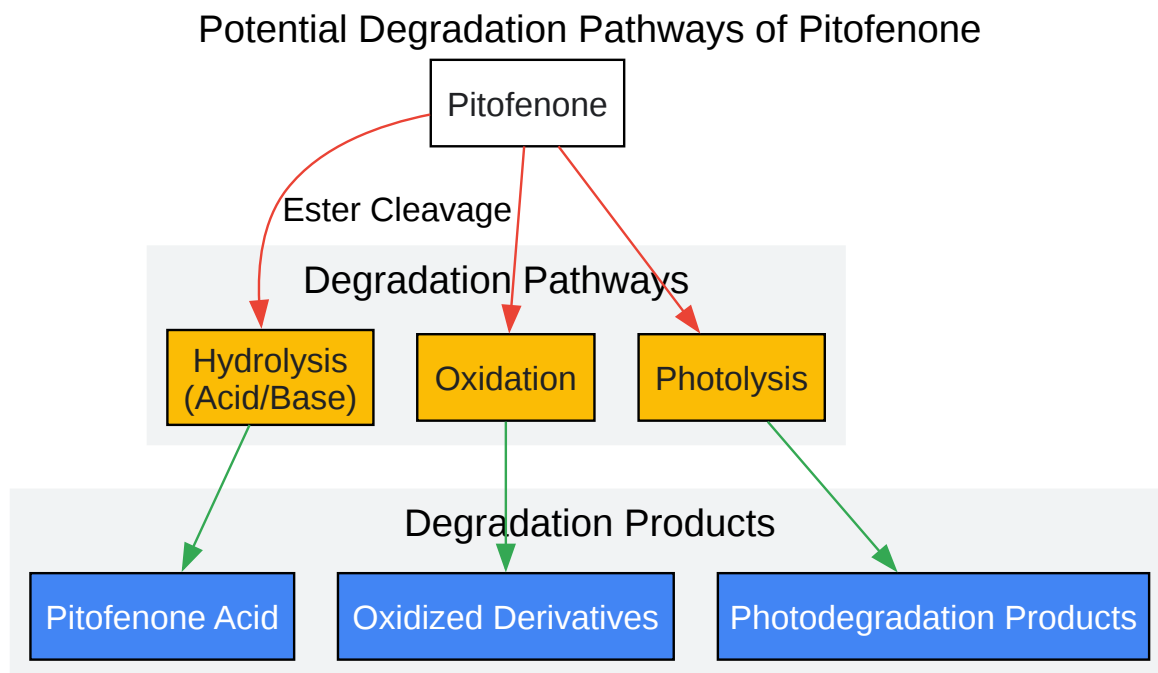 Potential Degradation Pathways of Pitofenone
Pitofenone
Ester Cleavage
Degradation Pathways
Hydrolysis
(Acid/Base)
Oxidation
Photolysis
Degradation Products
Pitofenone Acid
Oxidized Derivatives
Photodegradation Products